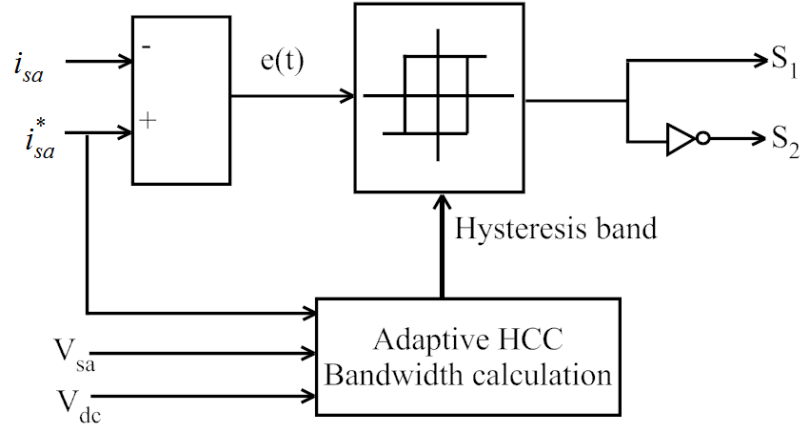 i_sa
-
e(t)
S_1
i*_sa
+
S_2
Hysteresis band
Adaptive HCC
Bandwidth calculation
V_sa
V_dc